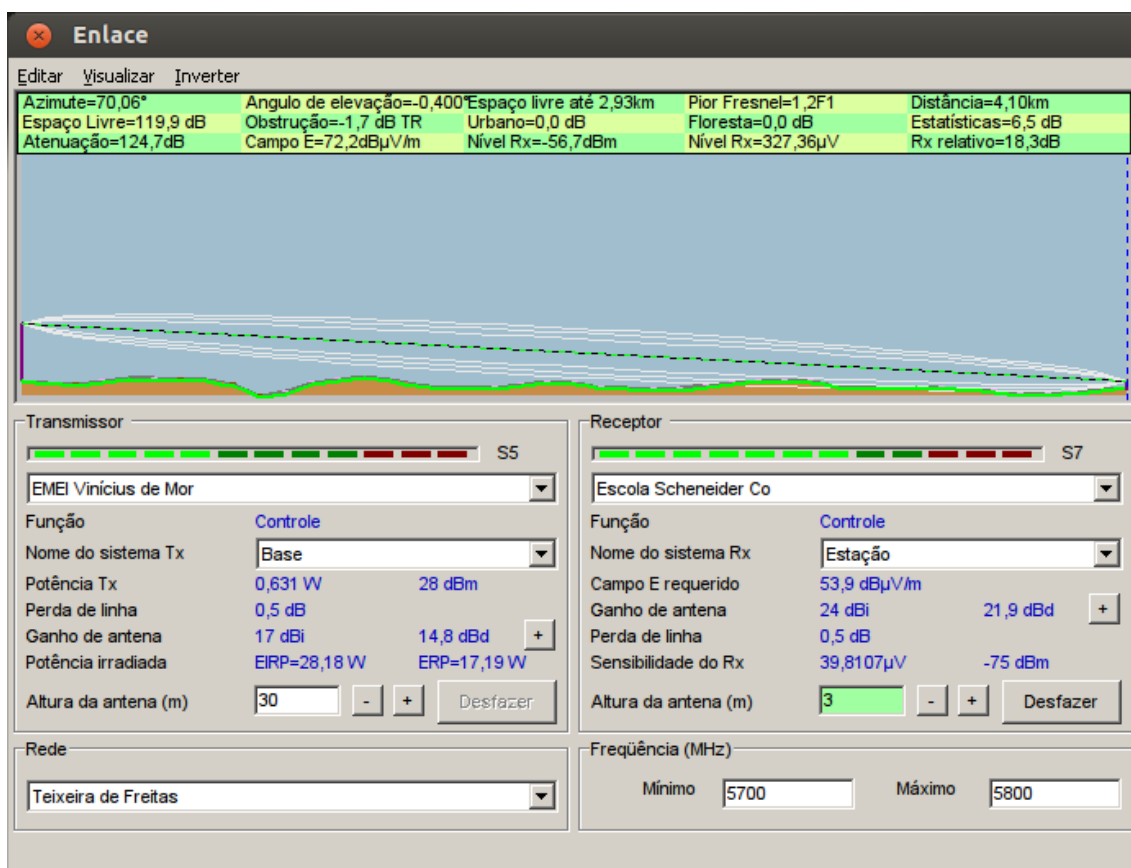 Enlace
Editar Visualizar Inverter
Azimute=70,06° Angulo de elevação=-0,400° Espaço livre até 2,93km Pior Fresnel=1,2F1 Distância=4,10km
Espaço Livre=119,9 dB Obstrução=-1,7 dB TR Urbano=0,0 dB Floresta=0,0 dB Estatísticas=6,5 dB
Atenuação=124,7dB Campo E=72,2dBµV/m Nível Rx=-56,7dBm Nível Rx=327,36µV Rx relativo=18,3dB
Transmissor
S5
EMEI Vinícius de Mor
Função Controle
Nome do sistema Tx Base
Potência Tx 0,631 W 28 dBm
Perda de linha 0,5 dB
Ganho de antena 17 dBi 14,8 dBd +
Potência irradiada EIRP=28,18 W ERP=17,19 W
Altura da antena (m) 30 - + Desfazer
Rede
Teixeira de Freitas
Receptor
S7
Escola Scheneider Co
Função Controle
Nome do sistema Rx Estação
Campo E requerido 53,9 dBµV/m
Ganho de antena 24 dBi 21,9 dBd +
Perda de linha 0,5 dB
Sensibilidade do Rx 39,8107µV -75 dBm
Altura da antena (m) 3 - + Desfazer
Freqüência (MHz)
Mínimo 5700 Máximo 5800